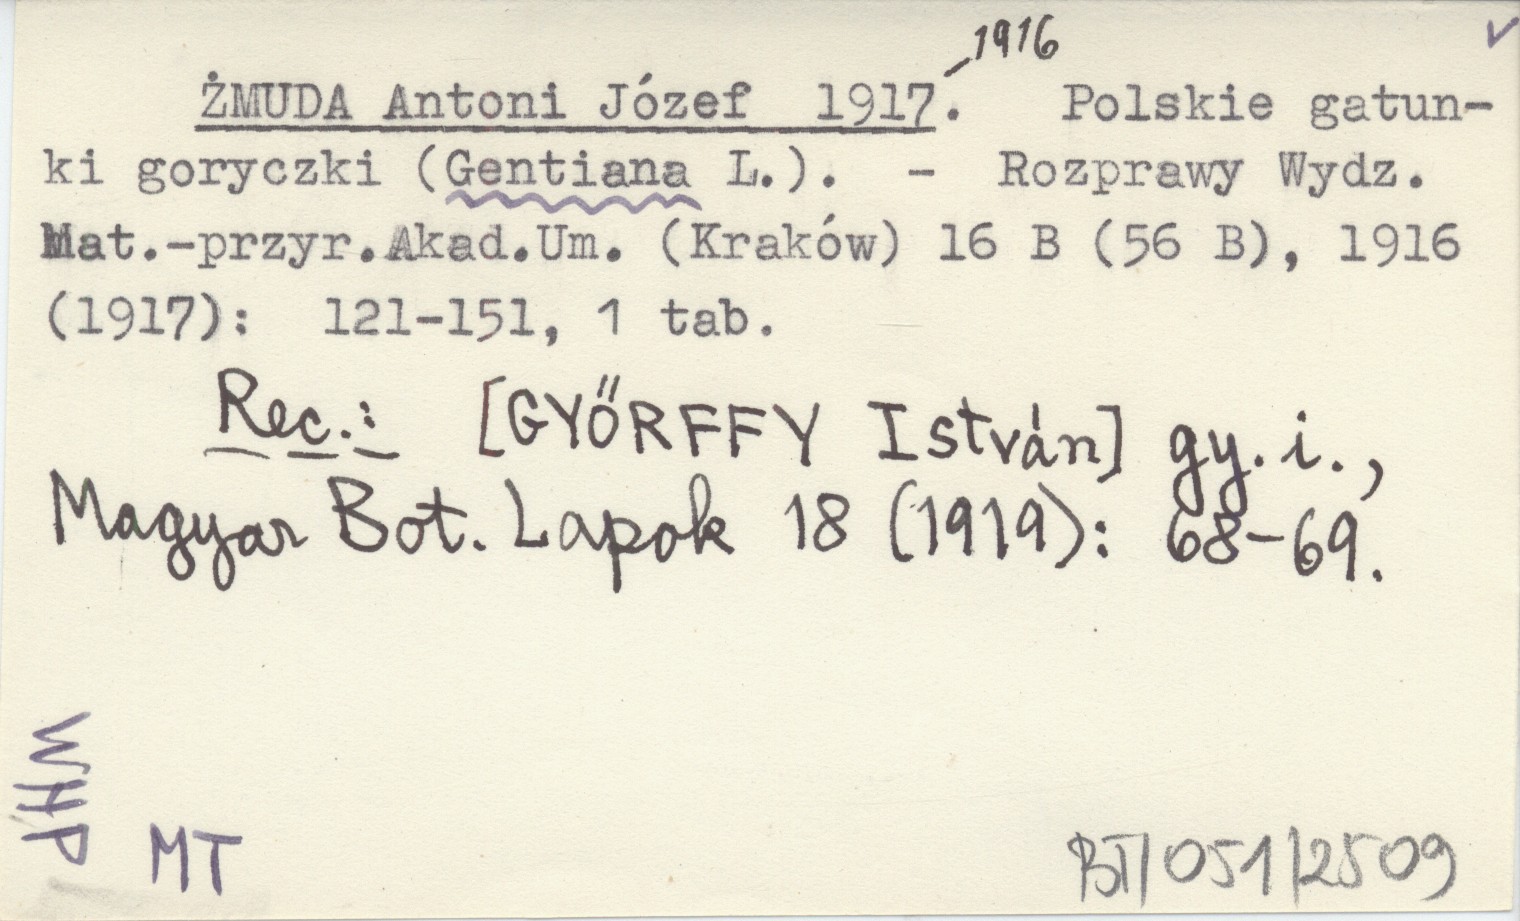 1916
ŻMUDA Antoni Józef 1917. Polskie gatun-
ki goryczki (Gentiana L.). - Rozprawy Wydz.
Mat.-przyr.Akad.Um. (Kraków) 16 B (56 B), 1916
(1917): 121-151, 1 tab.
Rec.: [GYŐRFFY István] gy. i.,
Magyar Bot. Lapok 18 (1919): 68-69.
WHP
MT
BT/051/2509